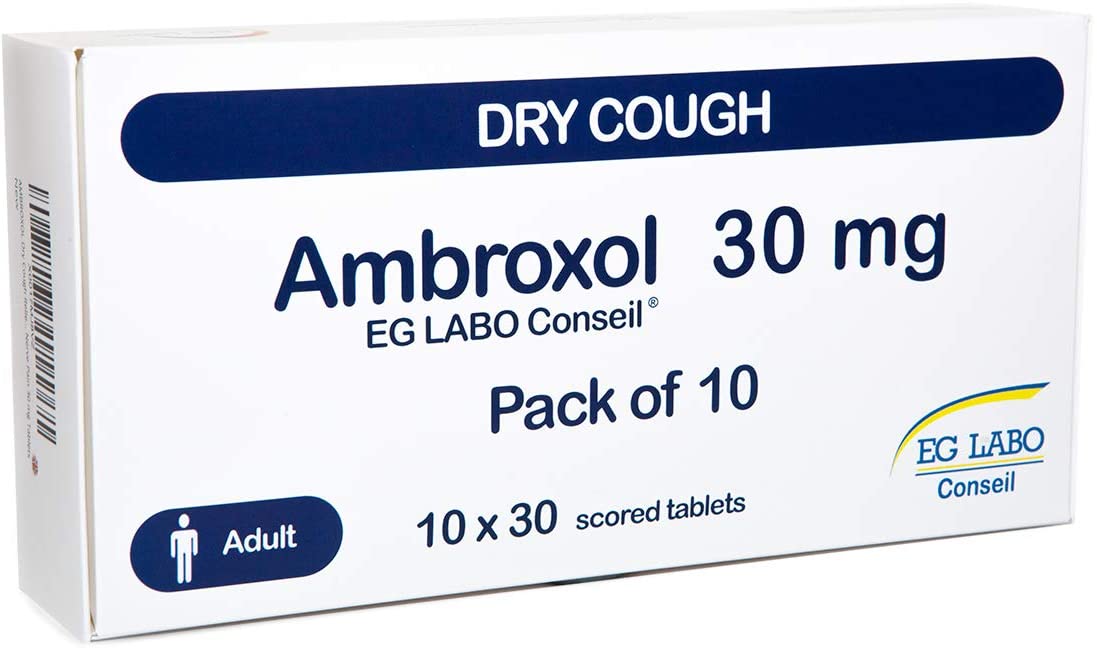 DRY COUGH
Ambroxol 30 mg
EG LABO Conseil®
Pack of 10
10 x 30 scored tablets
Adult
EG LABO
Conseil
New